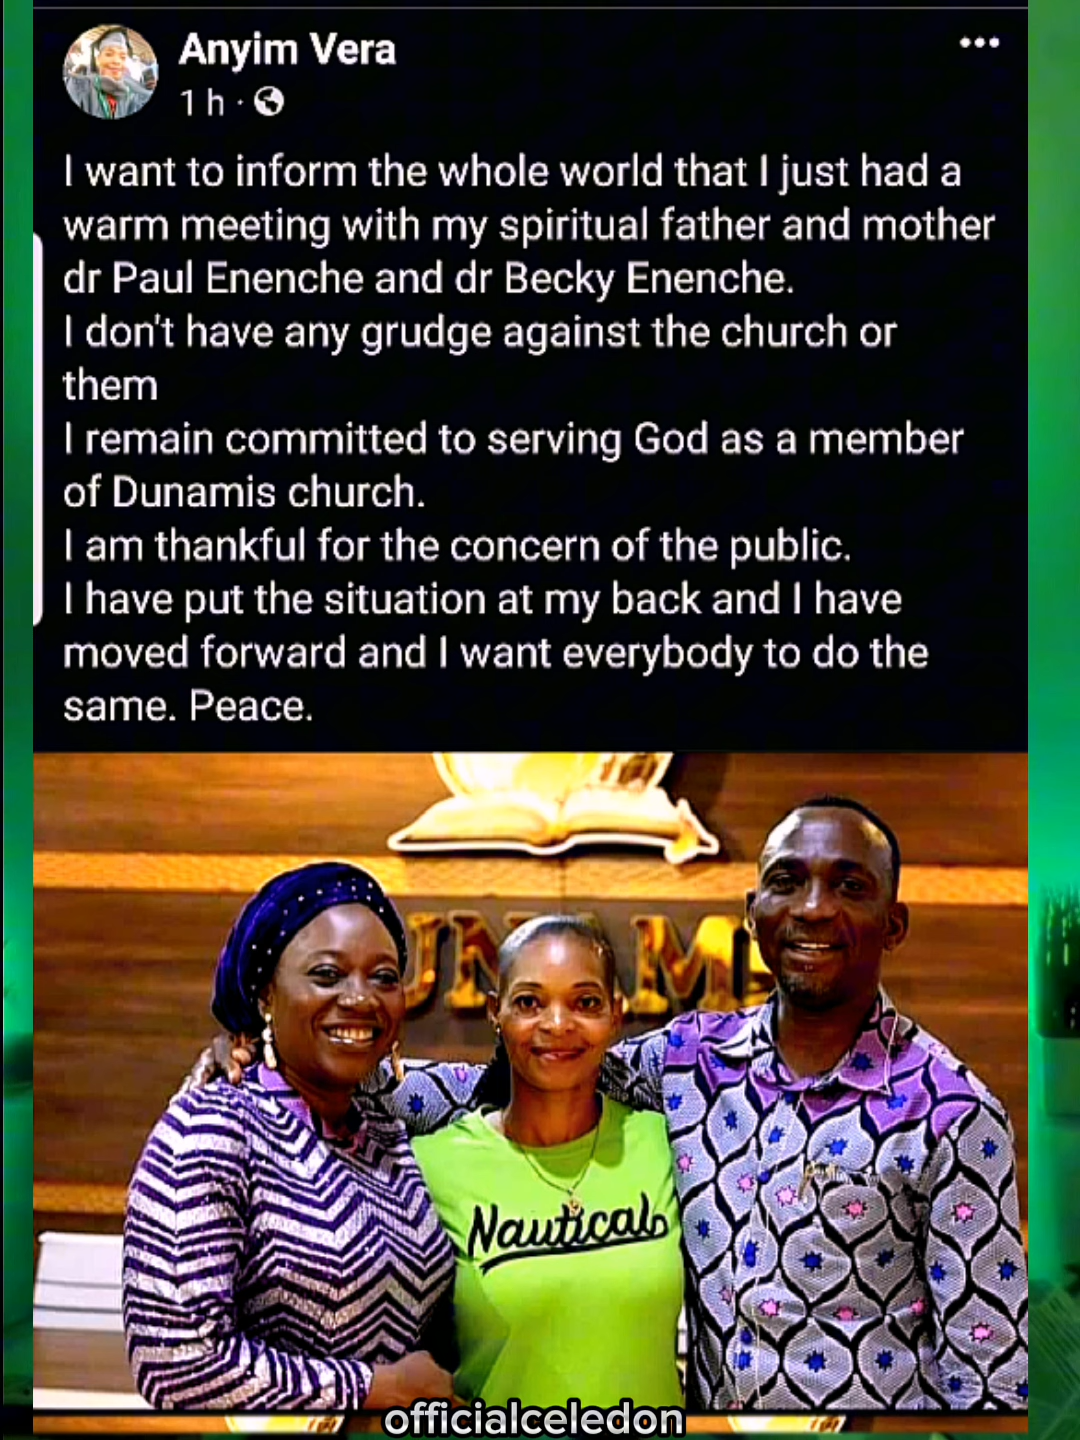 Anyim Vera
1 h ·
I want to inform the whole world that I just had a
warm meeting with my spiritual father and mother
dr Paul Enenche and dr Becky Enenche.
I don't have any grudge against the church or
them
I remain committed to serving God as a member
of Dunamis church.
I am thankful for the concern of the public.
I have put the situation at my back and I have
moved forward and I want everybody to do the
same. Peace.
UNAM
Nautical
officialceledon